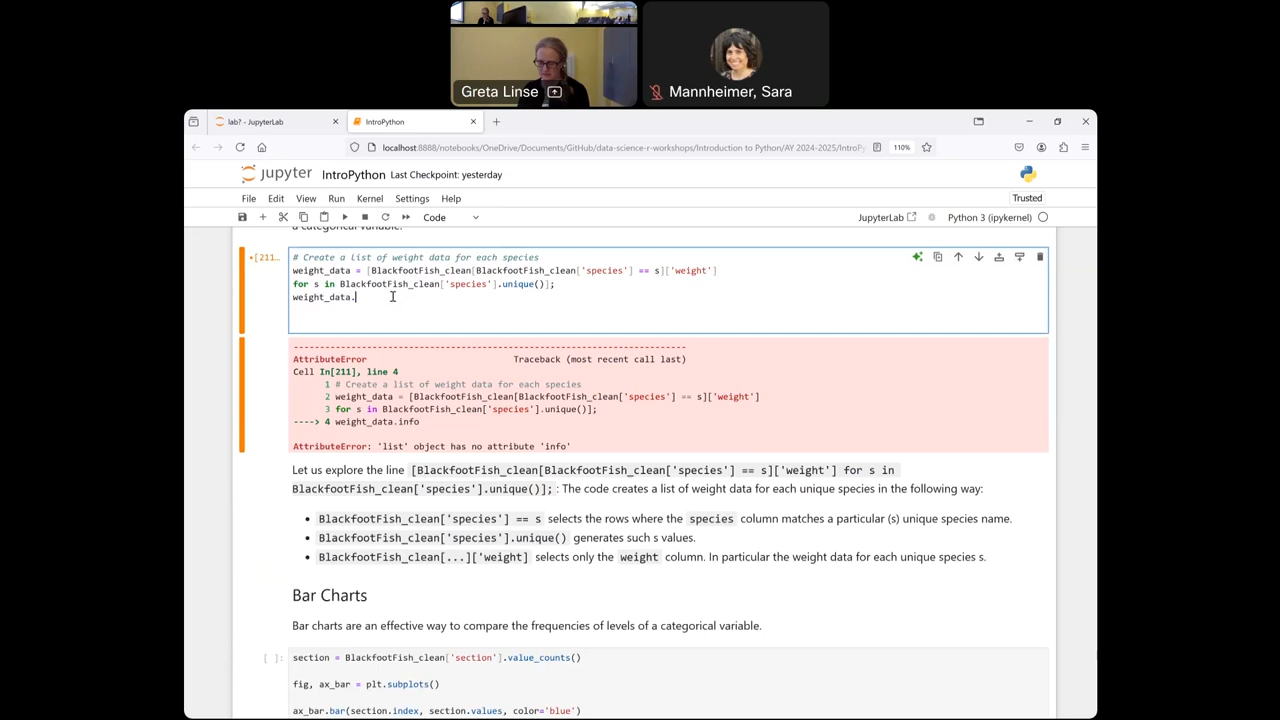 Greta Linse
Mannheimer, Sara
lab? - JupyterLab
IntroPython
localhost:8888/notebooks/OneDrive/Documents/GitHub/data-science-r-workshops/Introduction to Python/AY 2024-2025/IntroPy
110%
jupyter IntroPython Last Checkpoint: yesterday
File Edit View Run Kernel Settings Help
Trusted
Code
JupyterLab
Python 3 (ipykernel)
a categorical variable.
[211...
# Create a list of weight data for each species
weight_data = [BlackfootFish_clean[BlackfootFish_clean['species'] == s]['weight']
for s in BlackfootFish_clean['species'].unique()];
weight_data.
---------------------------------------------------------------------------
AttributeError Traceback (most recent call last)
Cell In[211], line 4
1 # Create a list of weight data for each species
2 weight_data = [BlackfootFish_clean[BlackfootFish_clean['species'] == s]['weight']
3 for s in BlackfootFish_clean['species'].unique()];
----> 4 weight_data.info
AttributeError: 'list' object has no attribute 'info'
Let us explore the line [BlackfootFish_clean[BlackfootFish_clean['species'] == s]['weight'] for s in
BlackfootFish_clean['species'].unique()]; : The code creates a list of weight data for each unique species in the following way:
• BlackfootFish_clean['species'] == s selects the rows where the species column matches a particular (s) unique species name.
• BlackfootFish_clean['species'].unique() generates such s values.
• BlackfootFish_clean[...]['weight] selects only the weight column. In particular the weight data for each unique species s.
Bar Charts
Bar charts are an effective way to compare the frequencies of levels of a categorical variable.
[ ]:
section = BlackfootFish_clean['section'].value_counts()
fig, ax_bar = plt.subplots()
ax_bar.bar(section.index, section.values, color='blue')